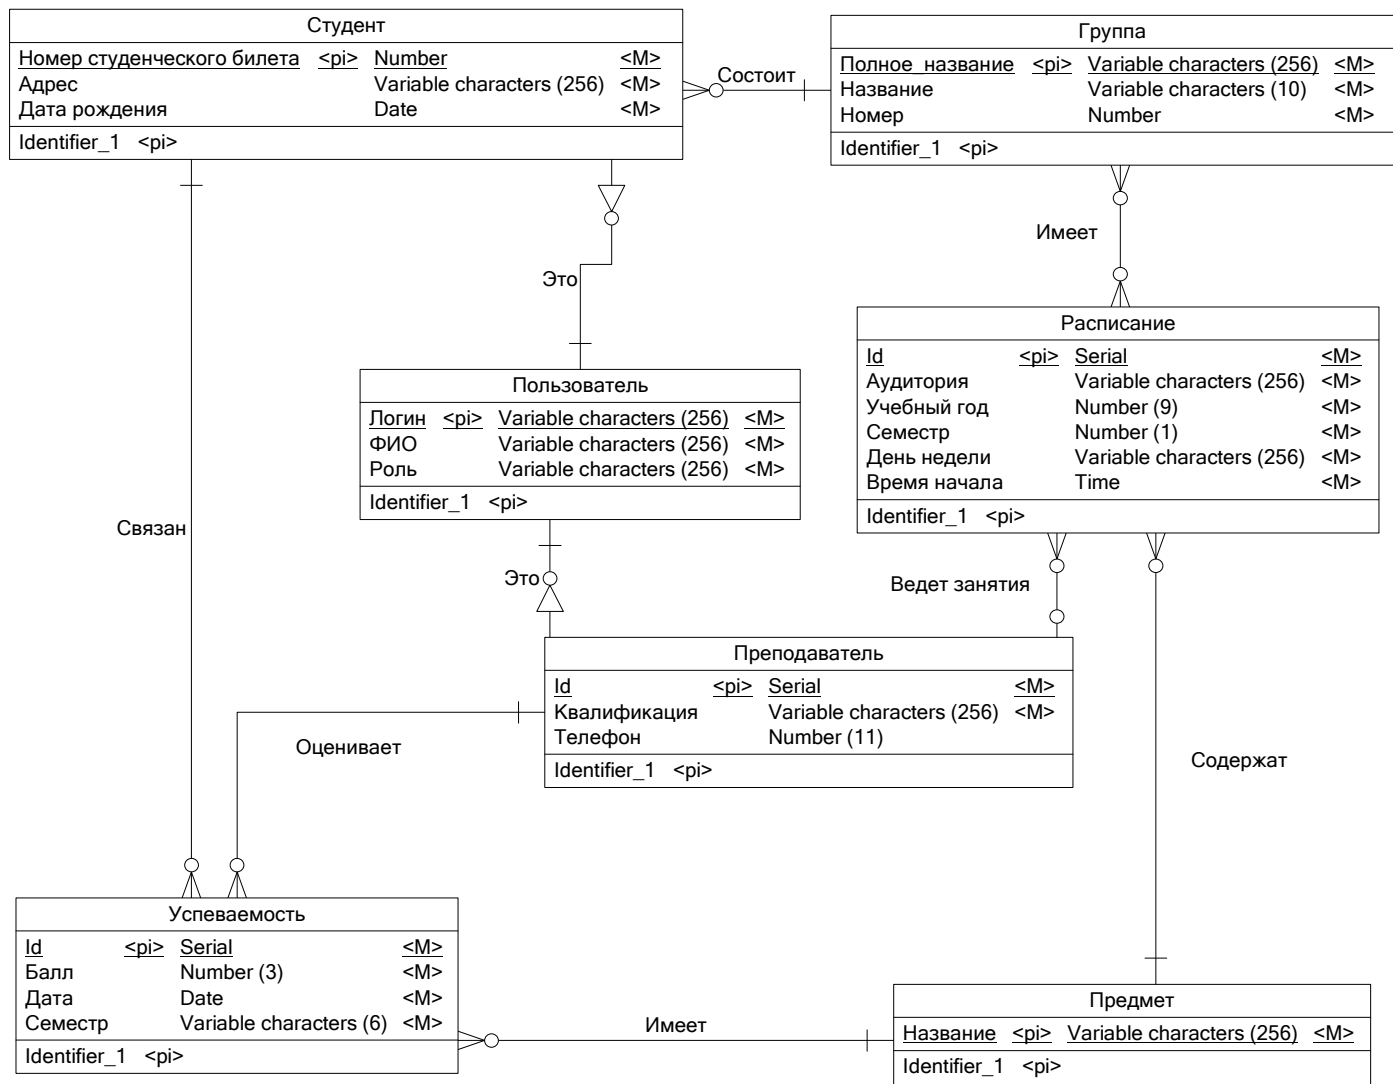 Студент
Номер студенческого билета <pi> Number <M>
Адрес Variable characters (256) <M>
Дата рождения Date <M>
Identifier_1 <pi>
Состоит
Группа
Полное_название <pi> Variable characters (256) <M>
Название Variable characters (10) <M>
Номер Number <M>
Identifier_1 <pi>
Имеет
Это
Расписание
Id <pi> Serial <M>
Аудитория Variable characters (256) <M>
Учебный год Number (9) <M>
Семестр Number (1) <M>
День недели Variable characters (256) <M>
Время начала Time <M>
Identifier_1 <pi>
Пользователь
Логин <pi> Variable characters (256) <M>
ФИО Variable characters (256) <M>
Роль Variable characters (256) <M>
Identifier_1 <pi>
Связан
Это
Ведет занятия
Преподаватель
Id <pi> Serial <M>
Квалификация Variable characters (256) <M>
Телефон Number (11)
Identifier_1 <pi>
Оценивает
Содержат
Успеваемость
Id <pi> Serial <M>
Балл Number (3) <M>
Дата Date <M>
Семестр Variable characters (6) <M>
Identifier_1 <pi>
Имеет
Предмет
Название <pi> Variable characters (256) <M>
Identifier_1 <pi>